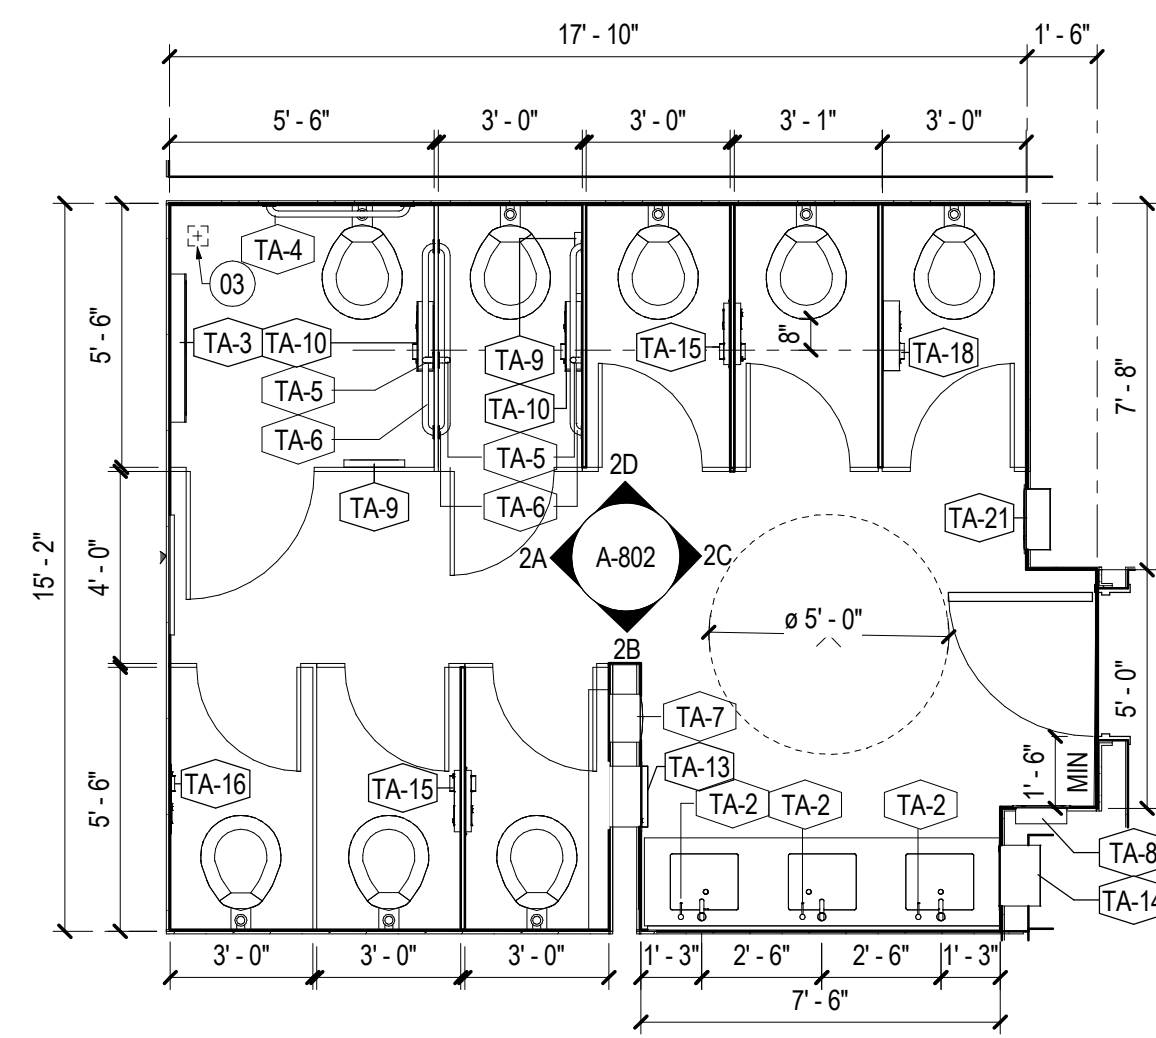 17' - 10"
1' - 6"
5' - 6"
3' - 0"
3' - 0"
3' - 1"
3' - 0"
TA-4
03
TA-3
TA-10
TA-5
TA-6
TA-9
TA-9
TA-10
TA-5
TA-6
TA-15
8"
TA-18
5' - 6"
7' - 8"
2D
2A
A-802
2C
2B
TA-21
15' - 2"
4' - 0"
ø 5' - 0"
5' - 0"
TA-7
TA-13
TA-16
TA-15
TA-2
TA-2
TA-2
1' - 6"
MIN
5' - 6"
TA-8
TA-14
3' - 0"
3' - 0"
3' - 0"
1' - 3"
2' - 6"
2' - 6"
1' - 3"
7' - 6"